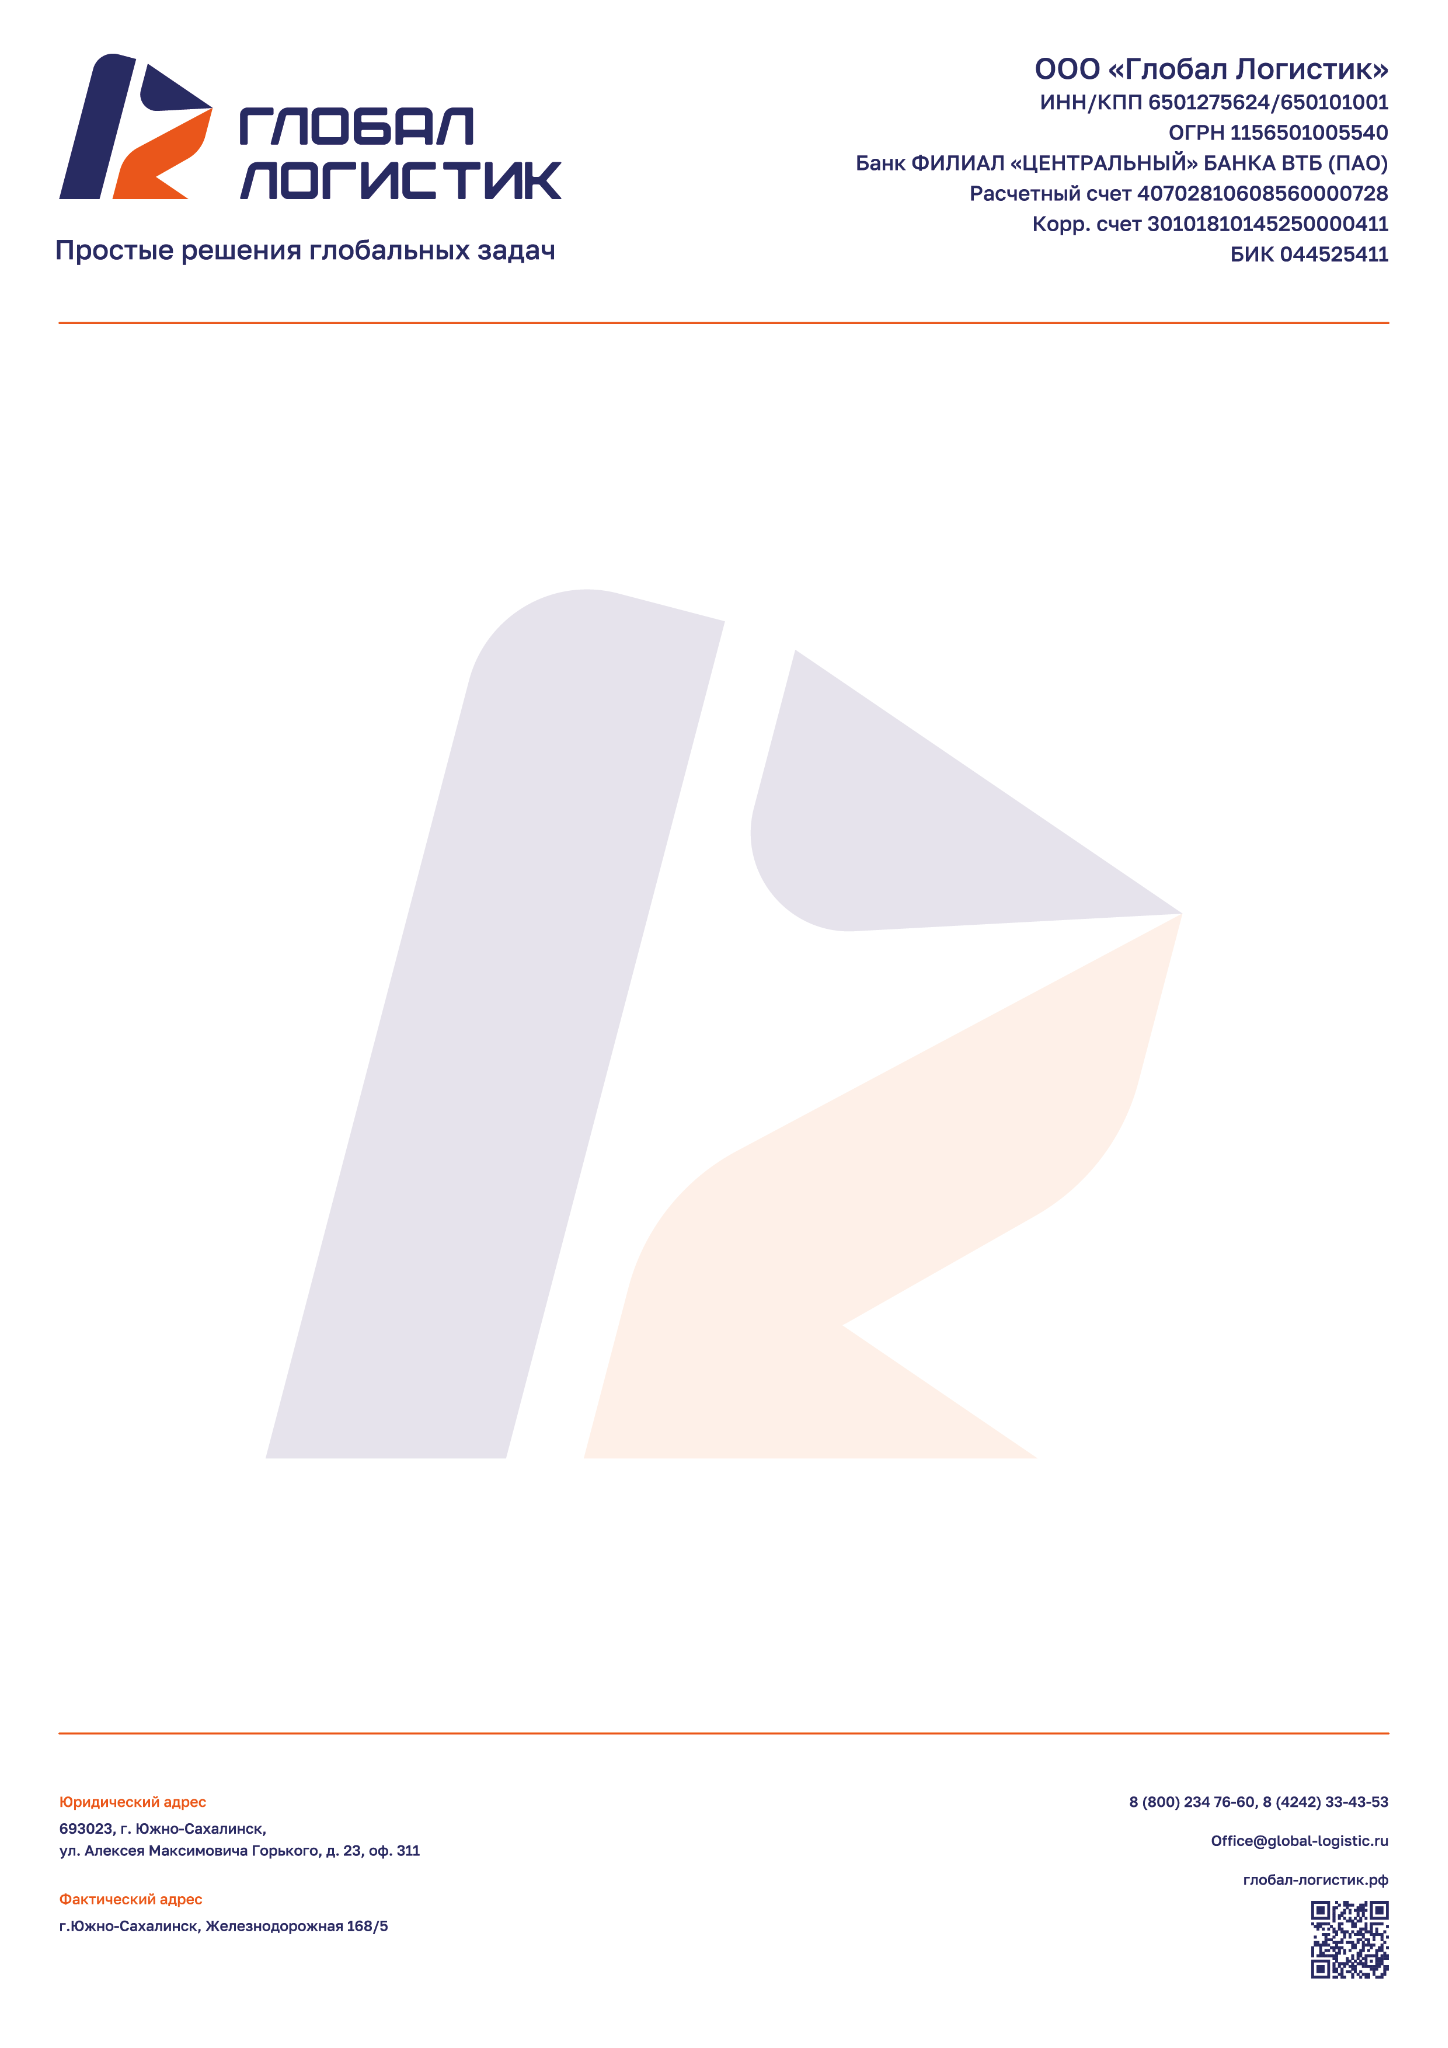 ГЛОБАЛ
ЛОГИСТИК
Простые решения глобальных задач
ООО «Глобал Логистик»
ИНН/КПП 6501275624/650101001
ОГРН 1156501005540
Банк ФИЛИАЛ «ЦЕНТРАЛЬНЫЙ» БАНКА ВТБ (ПАО)
Расчетный счет 40702810608560000728
Корр. счет 30101810145250000411
БИК 044525411
Юридический адрес
693023, г. Южно-Сахалинск,
ул. Алексея Максимовича Горького, д. 23, оф. 311
Фактический адрес
г.Южно-Сахалинск, Железнодорожная 168/5
8 (800) 234 76-60, 8 (4242) 33-43-53
Office@global-logistic.ru
глобал-логистик.рф